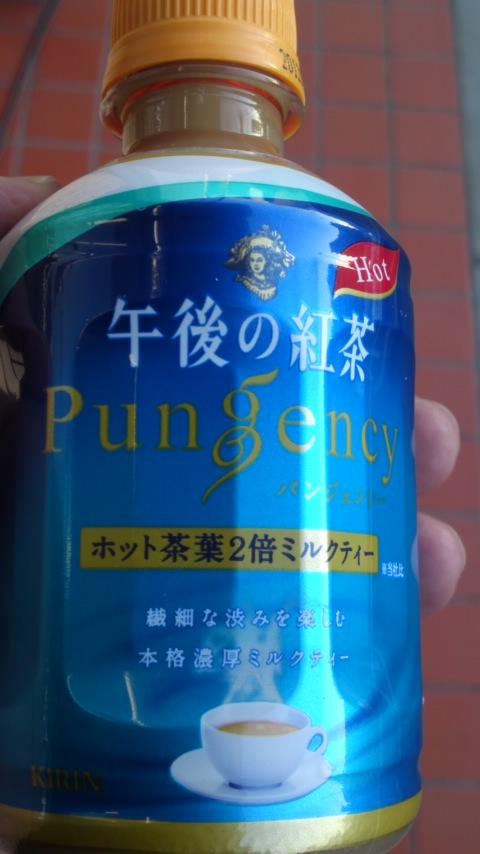 Hot
午後の紅茶
Pungency
パンジェンシー
ホット茶葉2倍ミルクティー
※当社比
繊細な渋みを楽しむ
本格濃厚ミルクティー
KIRIN